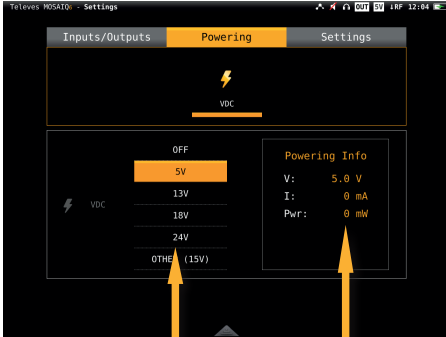 Televes MOSAIQ6 - Settings OUT 5V ↓RF 12:04
Inputs/Outputs Powering Settings
VDC
OFF
5V
13V
18V
24V
(15V)
VDC
Powering Info
V: 5.0 V
I: 0 mA
Pwr: 0 mW